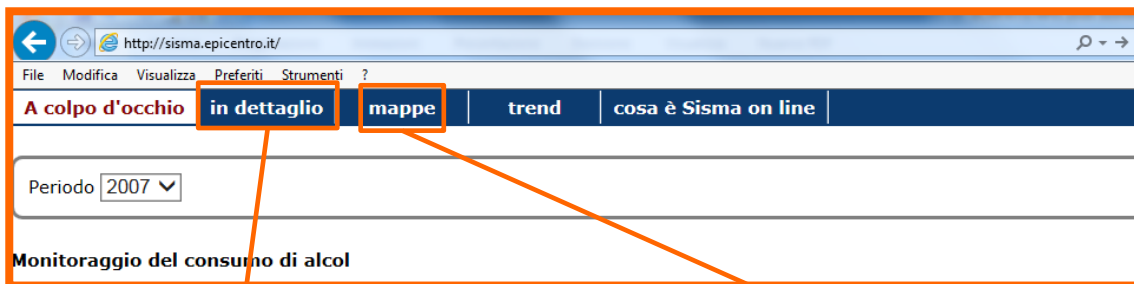 http://sisma.epicentro.it/
File Modifica Visualizza Preferiti Strumenti ?
A colpo d'occhio in dettaglio mappe trend cosa è Sisma on line
Periodo 2007
Monitoraggio del consumo di alcol